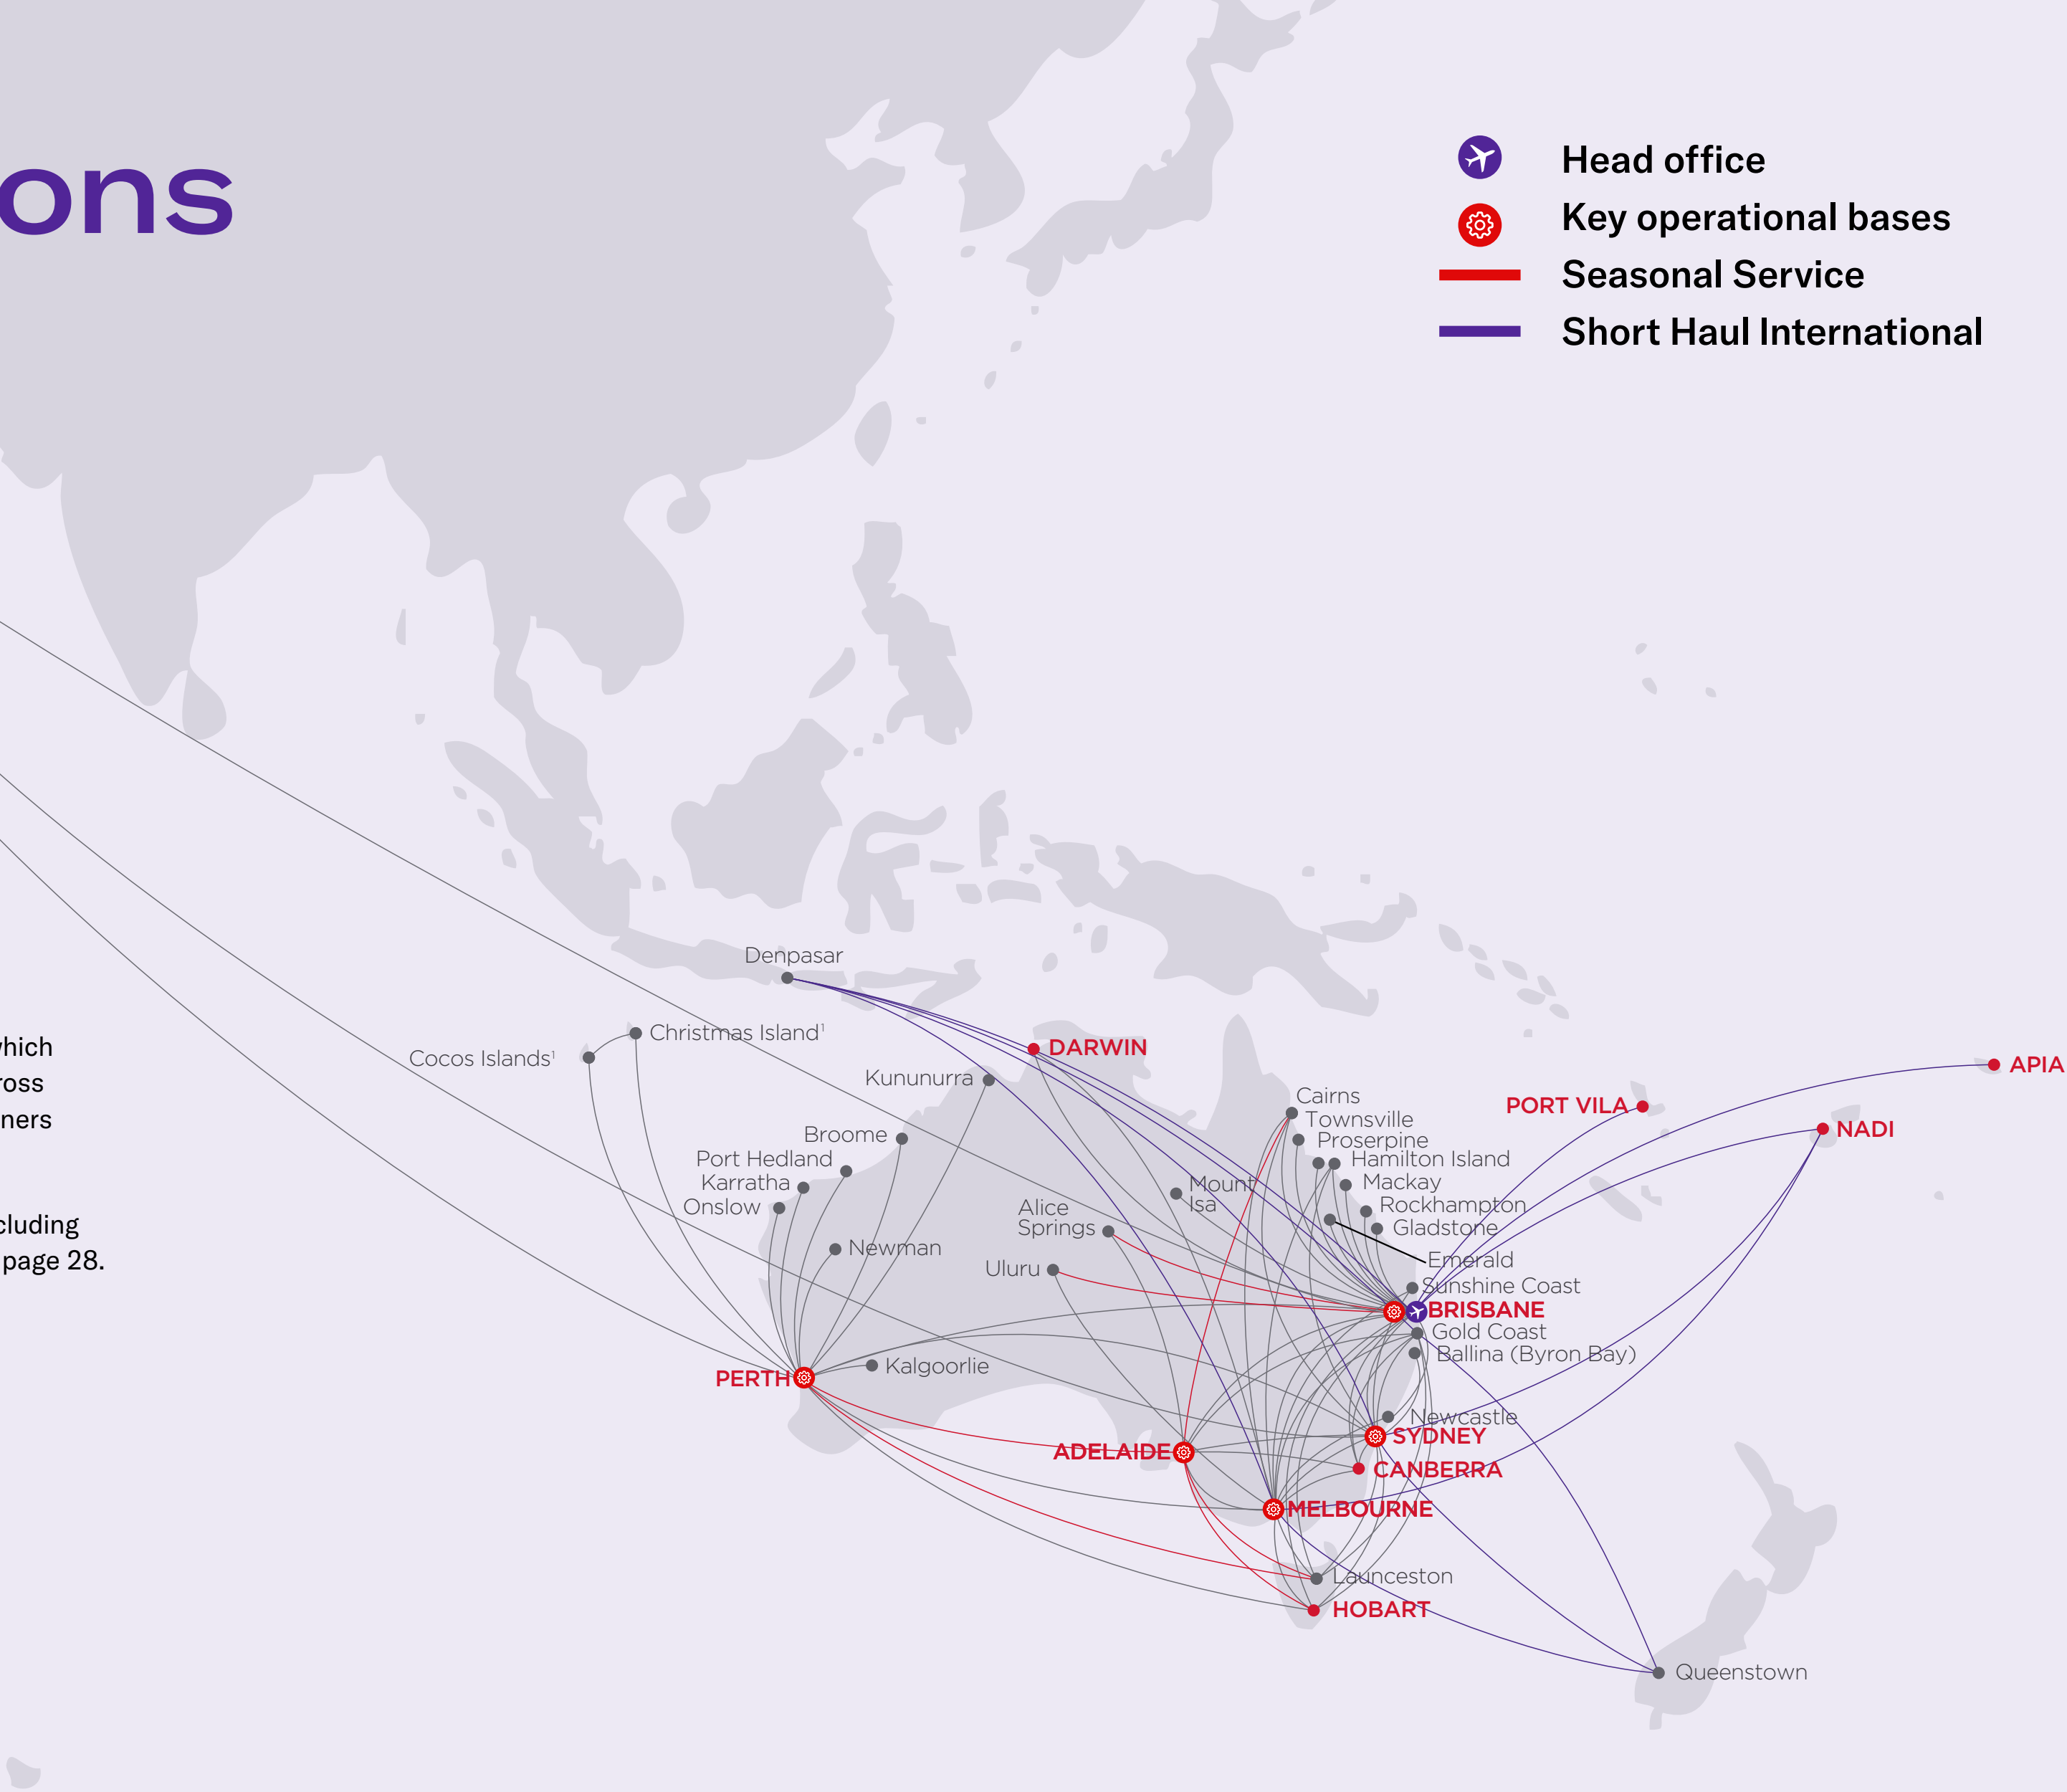 ons
Head office
Key operational bases
Seasonal Service
Short Haul International
which
ross
ners
cluding
page 28.
Denpasar
Christmas Island¹
Cocos Islands¹
DARWIN
Kununurra
APIA
Cairns
PORT VILA
Townsville
NADI
Broome
Proserpine
Port Hedland
Hamilton Island
Karratha
Mount
Isa
Mackay
Onslow
Alice
Springs
Rockhampton
Gladstone
Newman
Emerald
Uluru
Sunshine Coast
BRISBANE
Gold Coast
Ballina (Byron Bay)
Kalgoorlie
PERTH
Newcastle
SYDNEY
ADELAIDE
CANBERRA
MELBOURNE
Launceston
HOBART
Queenstown